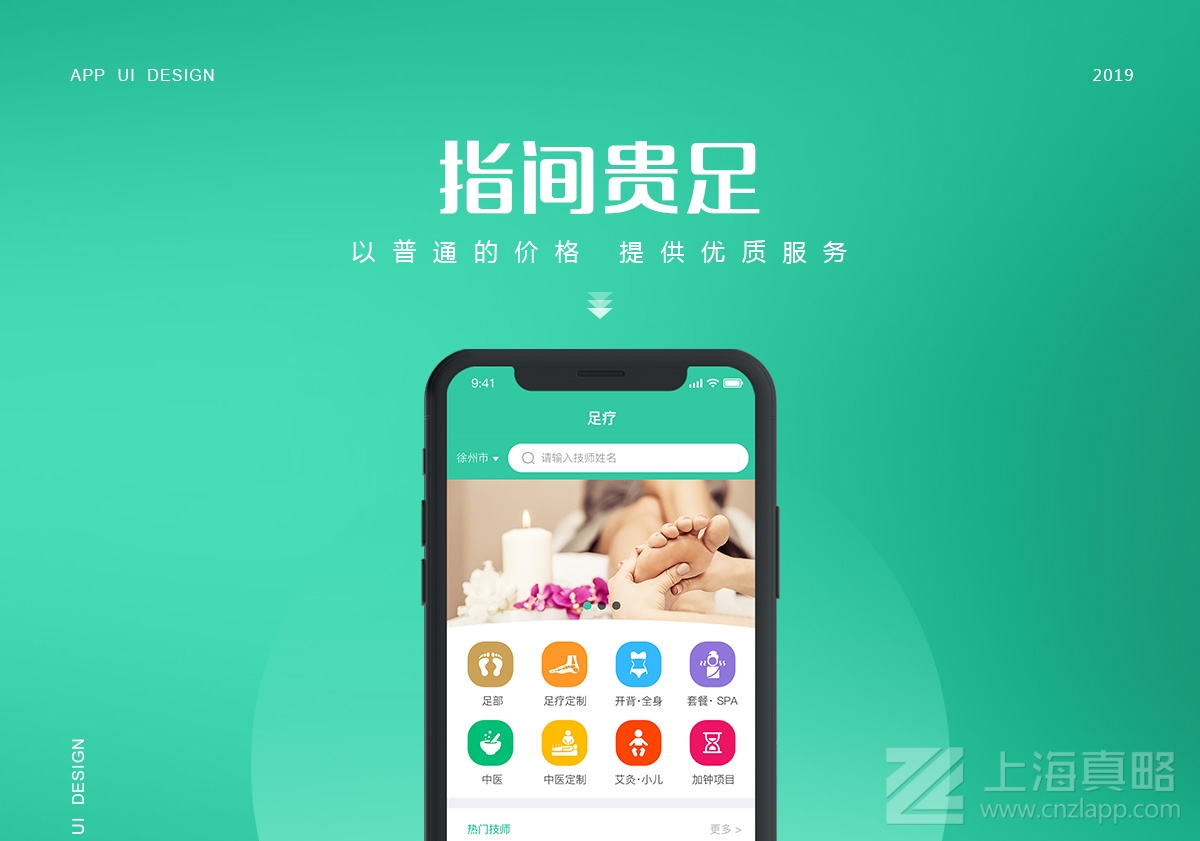 APP UI DESIGN
2019
指间贵足
以普通的价格 提供优质服务
9:41
足疗
徐州市
请输入技师姓名
足部
足疗定制
开背·全身
套餐·SPA
中医
中医定制
艾灸·小儿
加钟项目
热门技师
更多 >
UI DESIGN
上海真略
www.cnzlapp.com